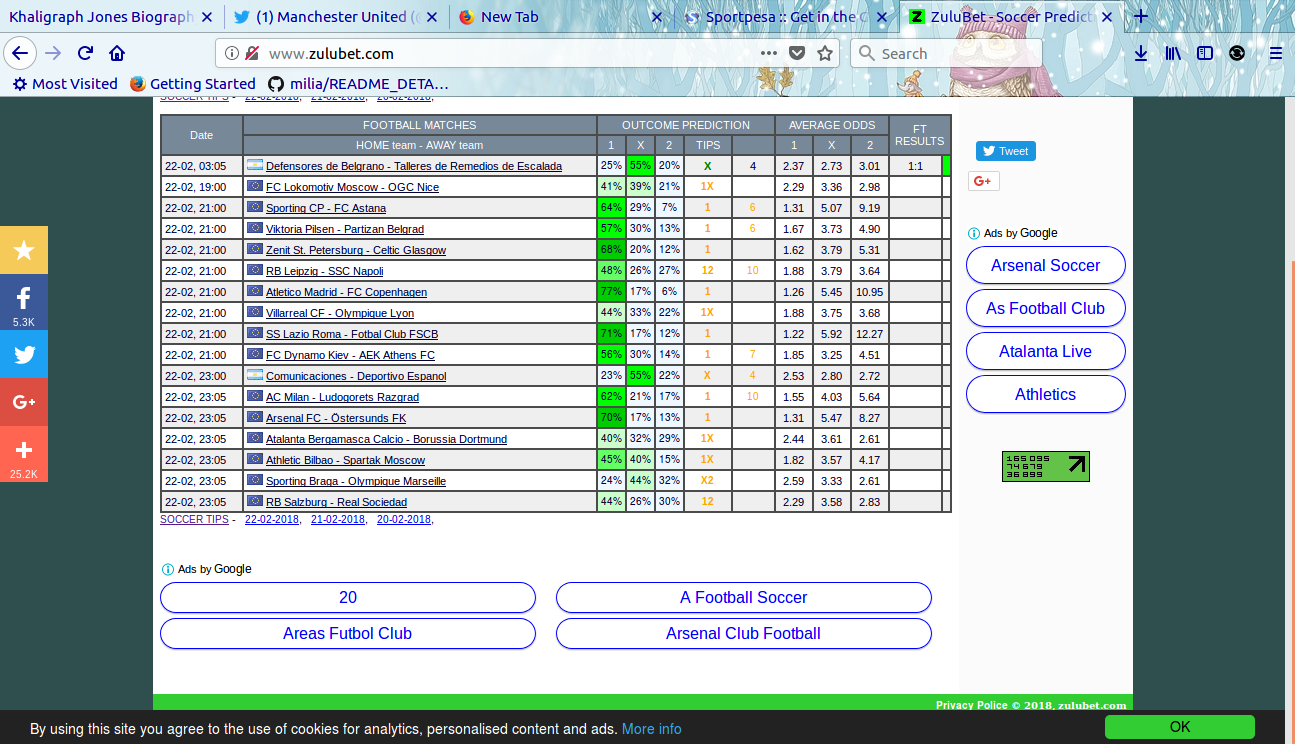 Khaligraph Jones Biograph
(1) Manchester United (
New Tab
Sportpesa :: Get in the
ZuluBet - Soccer Predict
www.zulubet.com
Search
Most Visited
Getting Started
milia/README_DETA…
SOCCER TIPS - 22-02-2018, 21-02-2018, 20-02-2018,
Date FOOTBALL MATCHES OUTCOME PREDICTION AVERAGE ODDS FT RESULTS
HOME team - AWAY team 1 X 2 TIPS 1 X 2
22-02, 03:05 Defensores de Belgrano - Talleres de Remedios de Escalada 25% 55% 20% X 4 2.37 2.73 3.01 1:1
22-02, 19:00 FC Lokomotiv Moscow - OGC Nice 41% 39% 21% 1X 2.29 3.36 2.98
22-02, 21:00 Sporting CP - FC Astana 64% 29% 7% 1 6 1.31 5.07 9.19
22-02, 21:00 Viktoria Pilsen - Partizan Belgrad 57% 30% 13% 1 6 1.67 3.73 4.90
22-02, 21:00 Zenit St. Petersburg - Celtic Glasgow 68% 20% 12% 1 1.62 3.79 5.31
22-02, 21:00 RB Leipzig - SSC Napoli 48% 26% 27% 12 10 1.88 3.79 3.64
22-02, 21:00 Atletico Madrid - FC Copenhagen 77% 17% 6% 1 1.26 5.45 10.95
22-02, 21:00 Villarreal CF - Olympique Lyon 44% 33% 22% 1X 1.88 3.75 3.68
22-02, 21:00 SS Lazio Roma - Fotbal Club FSCB 71% 17% 12% 1 1.22 5.92 12.27
22-02, 21:00 FC Dynamo Kiev - AEK Athens FC 56% 30% 14% 1 7 1.85 3.25 4.51
22-02, 23:00 Comunicaciones - Deportivo Espanol 23% 55% 22% X 4 2.53 2.80 2.72
22-02, 23:05 AC Milan - Ludogorets Razgrad 62% 21% 17% 1 10 1.55 4.03 5.64
22-02, 23:05 Arsenal FC - Östersunds FK 70% 17% 13% 1 1.31 5.47 8.27
22-02, 23:05 Atalanta Bergamasca Calcio - Borussia Dortmund 40% 32% 29% 1X 2.44 3.61 2.61
22-02, 23:05 Athletic Bilbao - Spartak Moscow 45% 40% 15% 1X 1.82 3.57 4.17
22-02, 23:05 Sporting Braga - Olympique Marseille 24% 44% 32% X2 2.59 3.33 2.61
22-02, 23:05 RB Salzburg - Real Sociedad 44% 26% 30% 12 2.29 3.58 2.83
SOCCER TIPS - 22-02-2018, 21-02-2018, 20-02-2018,
5.3K
G+
25.2K
Tweet
G+
Ads by Google
Arsenal Soccer
As Football Club
Atalanta Live
Athletics
165 095
74 679
36 899
Ads by Google
20
A Football Soccer
Areas Futbol Club
Arsenal Club Football
Privacy Police © 2018, zulubet.com
By using this site you agree to the use of cookies for analytics, personalised content and ads. More info
OK